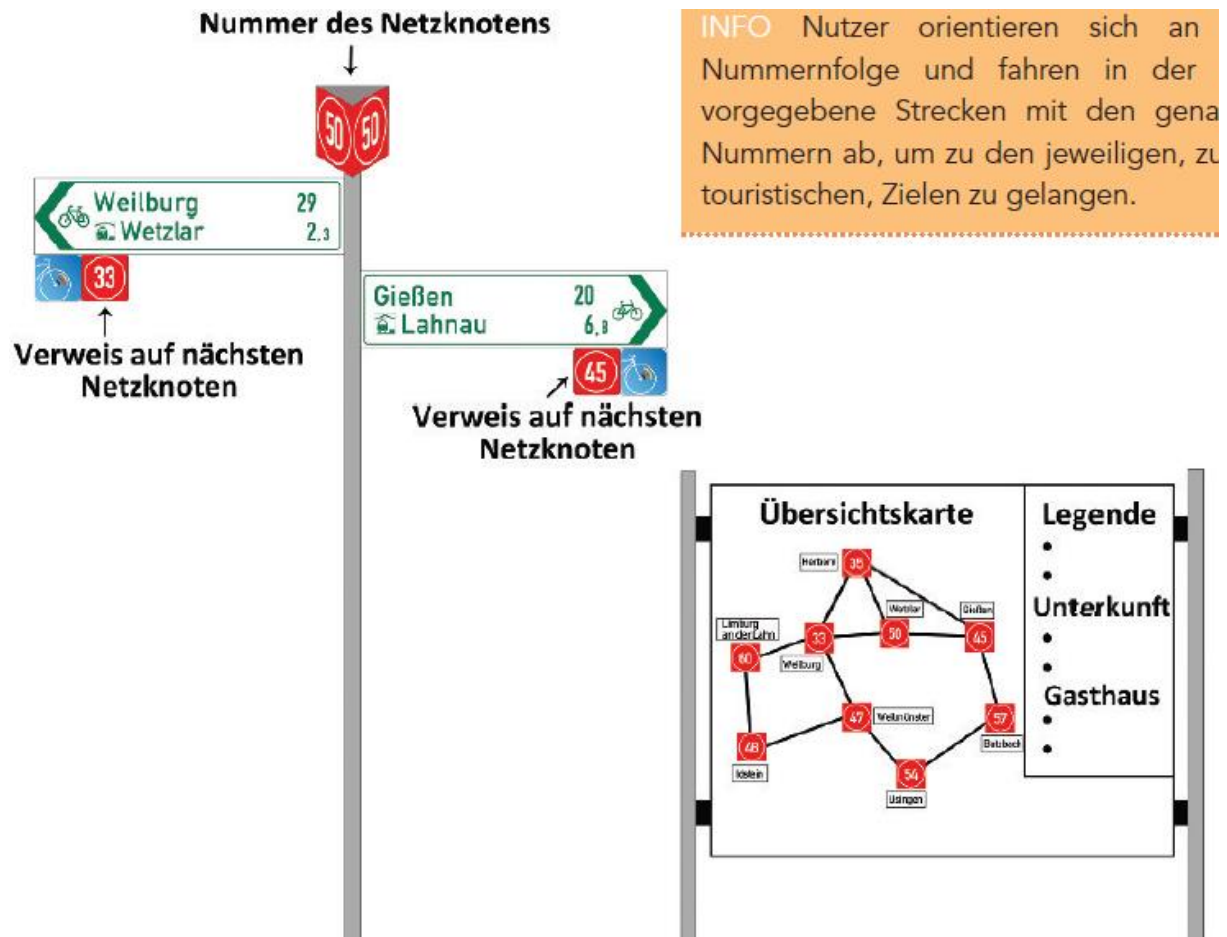 Nummer des Netzknotens
50 50
Weilburg 29
Wetzlar 2,3
33
Verweis auf nächsten
Netzknoten
Gießen 20
Lahnau 6,8
45
Verweis auf nächsten
Netzknoten
INFO Nutzer orientieren sich an
Nummernfolge und fahren in der
vorgegebene Strecken mit den gena
Nummern ab, um zu den jeweiligen, zu
touristischen, Zielen zu gelangen.
Übersichtskarte
Herborn
35
Wetzlar
50
Gießen
45
Limburg
an der Lahn
60
33
Weilburg
47
Weilmünster
57
Butzbach
48
Idstein
54
Usingen
Legende
•
•
Unterkunft
•
•
Gasthaus
•
•